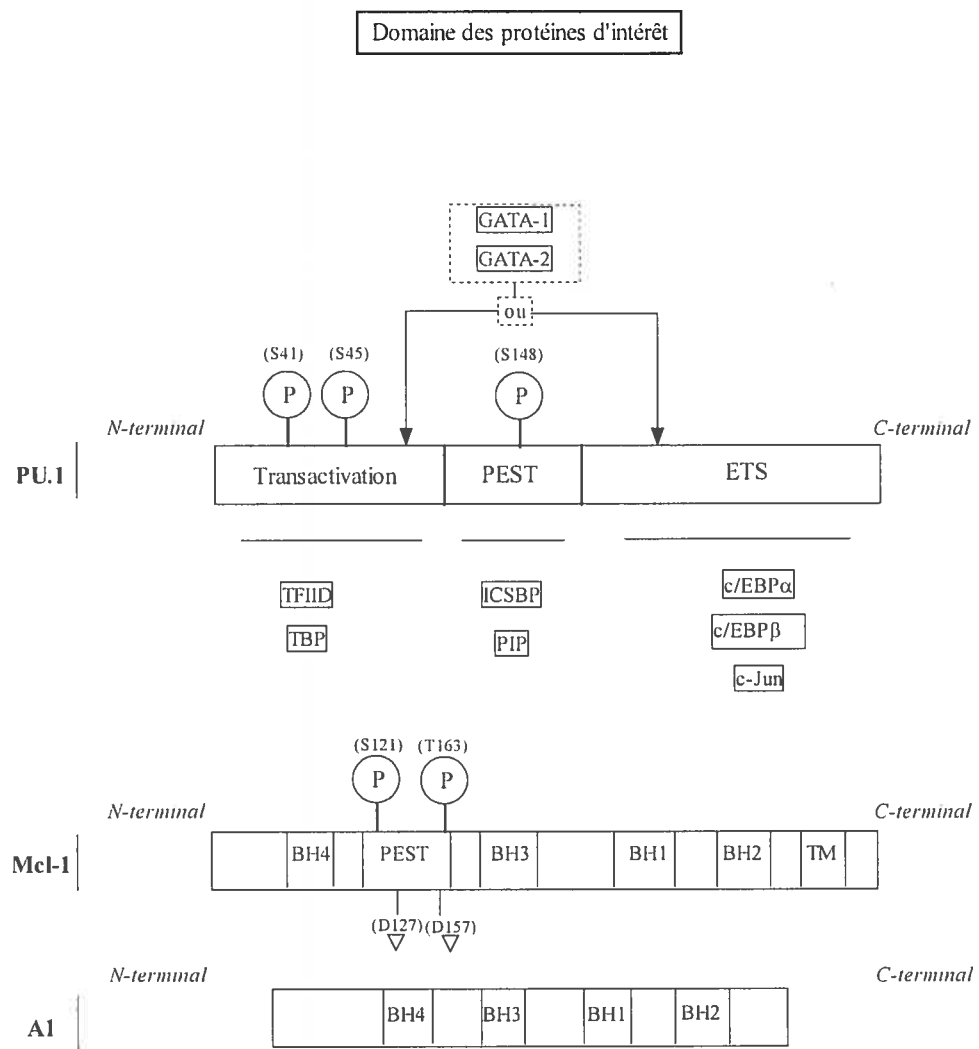 Domaine des protéines d'intérêt
GATA-1
GATA-2
ou
(S41) (S45) (S148)
P P P
N-terminal C-terminal
PU.1 Transactivation PEST ETS
TFIID ICSBP c/EBPα
TBP PIP c/EBPβ
c-Jun
(S121) (T163)
P P
N-terminal C-terminal
Mcl-1 BH4 PEST BH3 BH1 BH2 TM
(D127) (D157)
N-terminal C-terminal
A1 BH4 BH3 BH1 BH2